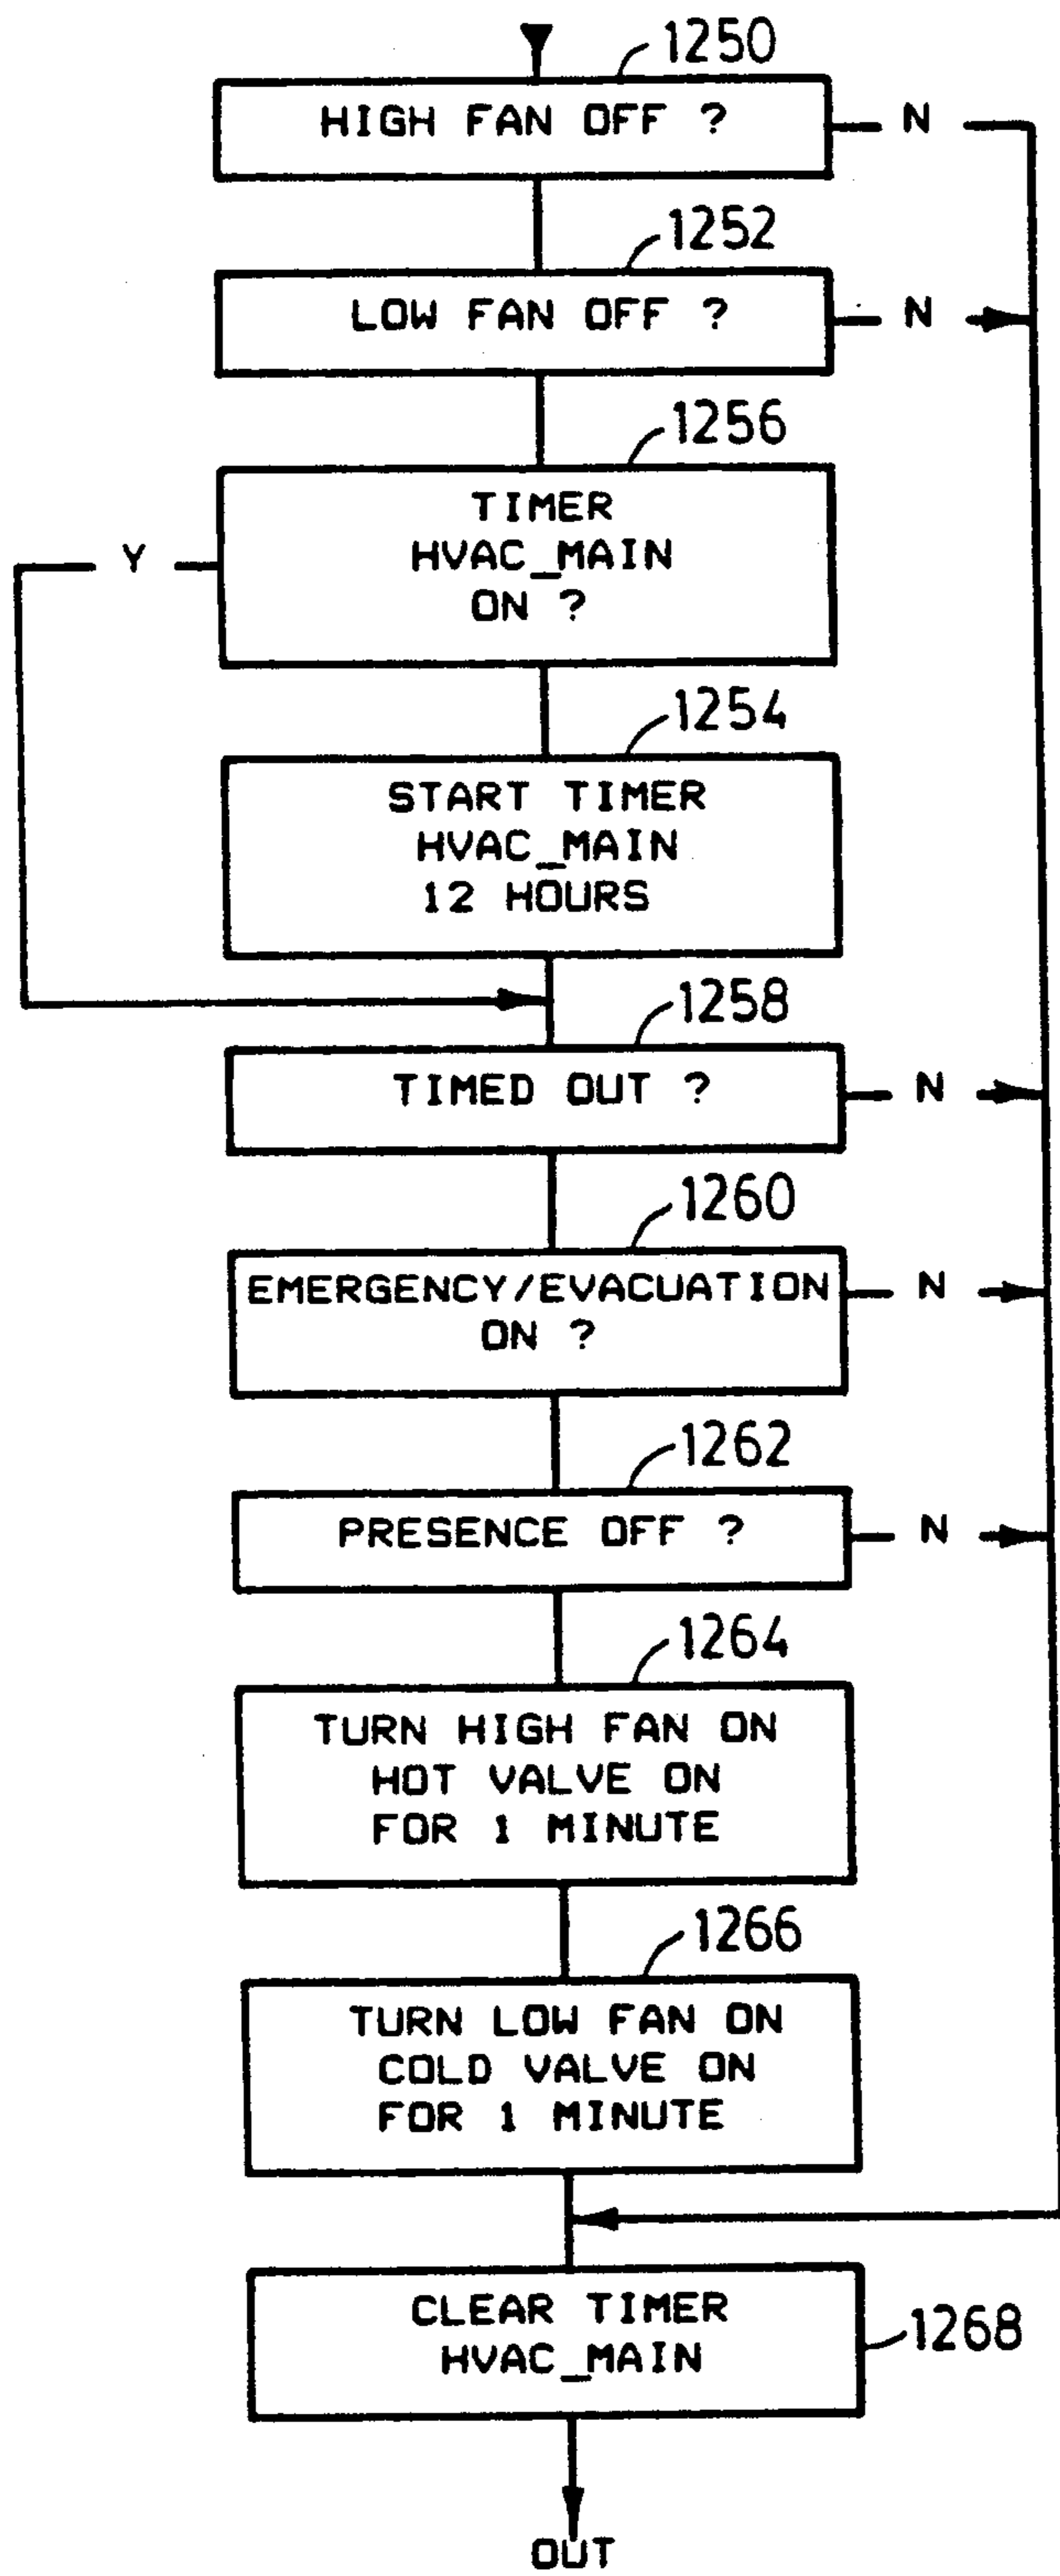 1250
HIGH FAN OFF ?
N
1252
LOW FAN OFF ?
N
1256
TIMER
HVAC_MAIN
ON ?
Y
1254
START TIMER
HVAC_MAIN
12 HOURS
1258
TIMED OUT ?
N
1260
EMERGENCY/EVACUATION
ON ?
N
1262
PRESENCE OFF ?
N
1264
TURN HIGH FAN ON
HOT VALVE ON
FOR 1 MINUTE
1266
TURN LOW FAN ON
COLD VALVE ON
FOR 1 MINUTE
CLEAR TIMER
HVAC_MAIN
1268
OUT